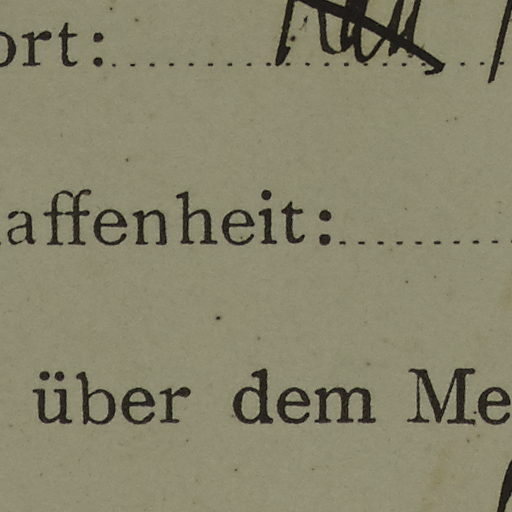 ort:
affenheit:
über dem Me